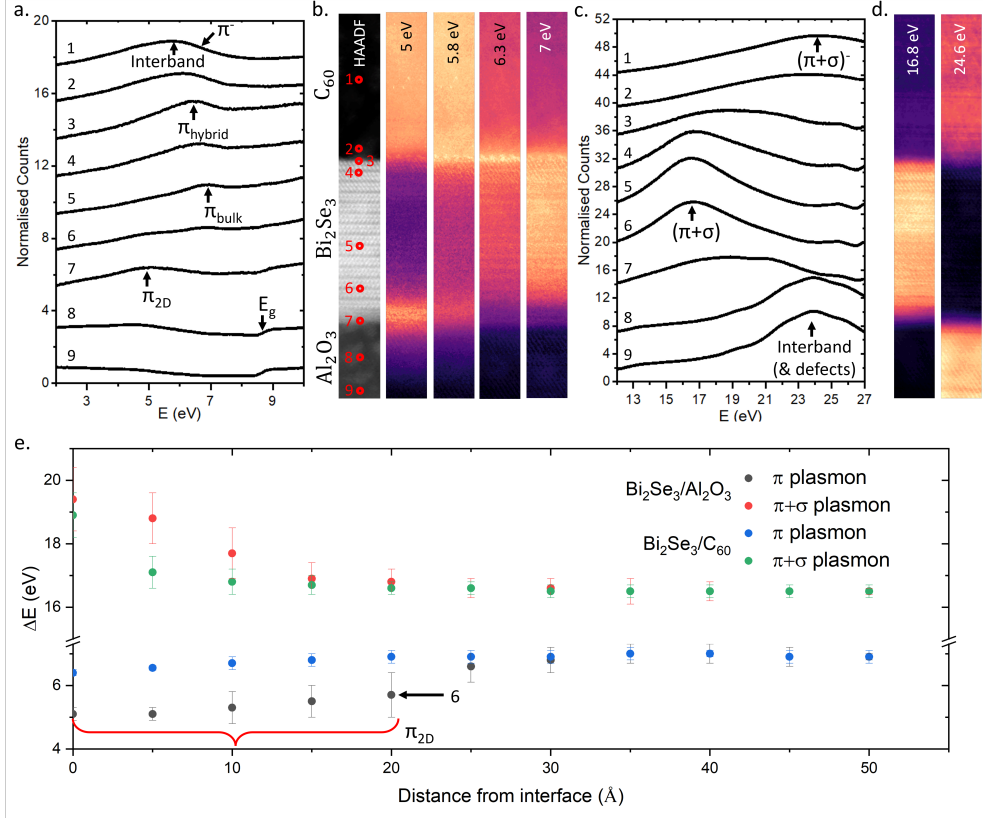 a.
Normalised Counts
20
16
12
8
4
0
1
2
3
4
5
6
7
8
9
π⁻
Interband
π hybrid
π bulk
π 2D
E g
3 5 7 9
E (eV)
b.
HAADF
5 eV
5.8 eV
6.3 eV
7 eV
C60
Bi2Se3
Al2O3
1
2
3
4
5
6
7
8
9
c.
Normalised Counts
52
48
44
40
36
32
28
24
20
16
12
8
4
0
1
2
3
4
5
6
7
8
9
(π+σ)⁻
(π+σ)
Interband
(& defects)
13 15 17 19 21 23 25 27
E (eV)
d.
16.8 eV
24.6 eV
e.
ΔE (eV)
20
18
16
6
4
Bi2Se3/Al2O3
π plasmon
π+σ plasmon
Bi2Se3/C60
π plasmon
π+σ plasmon
6
π2D
0 10 20 30 40 50
Distance from interface (Å)